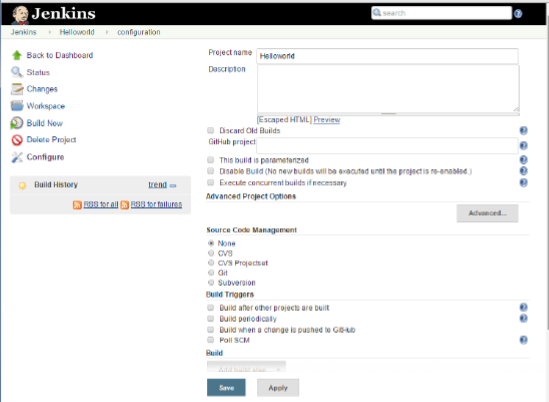 Jenkins
search
Jenkins › Helloworld › configuration
Back to Dashboard
Status
Changes
Workspace
Build Now
Delete Project
Configure
Build History
trend
RSS for all
RSS for failures
Project name
Helloworld
Description
[Escaped HTML] Preview
Discard Old Builds
GitHub project
This build is parameterized
Disable Build (No new builds will be executed until the project is re-enabled.)
Execute concurrent builds if necessary
Advanced Project Options
Advanced...
Source Code Management
None
CVS
CVS Projectset
Git
Subversion
Build Triggers
Build after other projects are built
Build periodically
Build when a change is pushed to GitHub
Poll SCM
Build
Add build step
Save
Apply